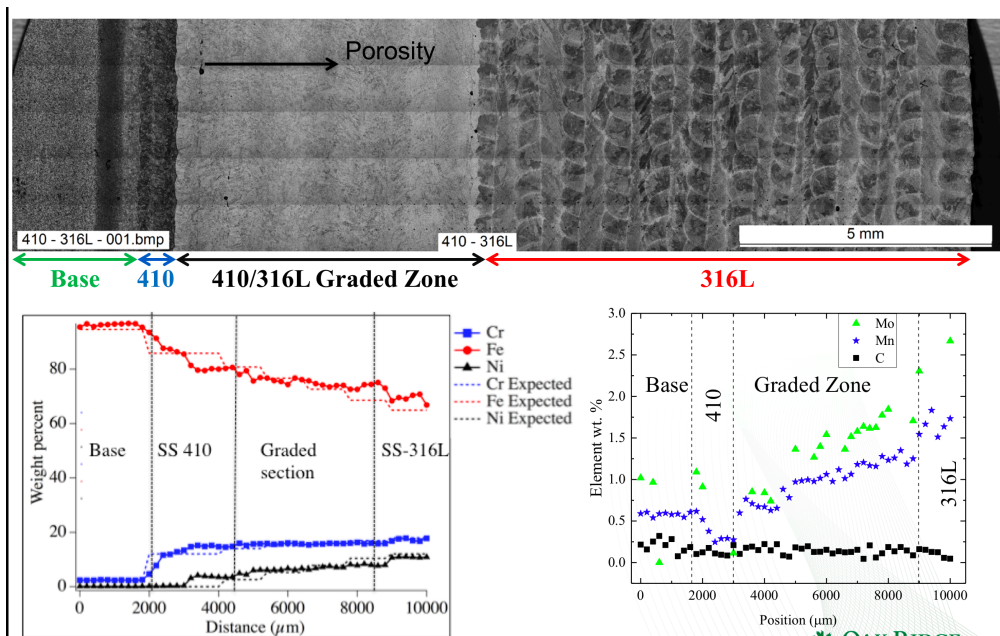 Porosity
410 - 316L - 001.bmp
410 - 316L
5 mm
Base
410
410/316L Graded Zone
316L
Weight percent
80
60
40
20
0
Base
SS 410
Graded
section
SS-316L
0
2000
4000
6000
8000
10000
Distance (µm)
Cr
Fe
Ni
Cr Expected
Fe Expected
Ni Expected
Element wt. %
3.0
2.5
2.0
1.5
1.0
0.5
0.0
Mo
Mn
C
Base
410
Graded Zone
316L
0
2000
4000
6000
8000
10000
Position (µm)
OAK RIDGE